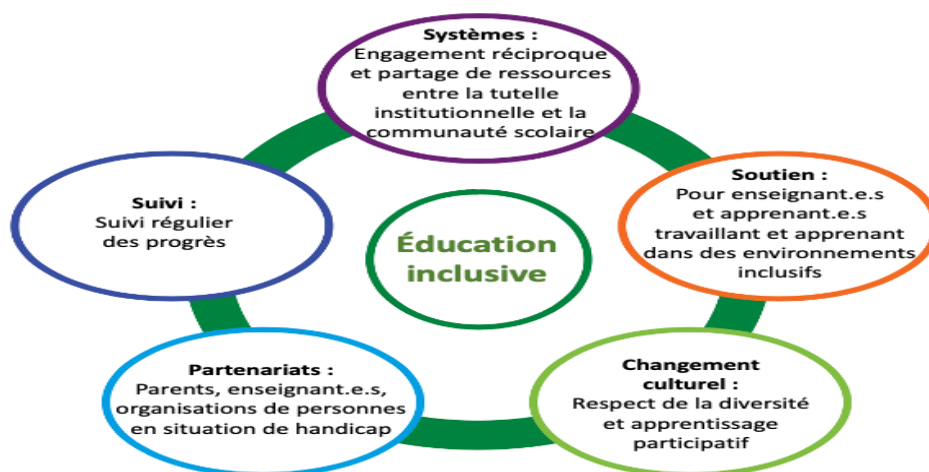 Systèmes :
Engagement réciproque
et partage de ressources
entre la tutelle
institutionnelle et la
communauté scolaire
Soutien :
Pour enseignant.e.s
et apprenant.e.s
travaillant et apprenant
dans des environnements
inclusifs
Changement
culturel :
Respect de la diversité
et apprentissage
participatif
Partenariats :
Parents, enseignant.e.s,
organisations de personnes
en situation de handicap
Suivi :
Suivi régulier
des progrès
Éducation
inclusive